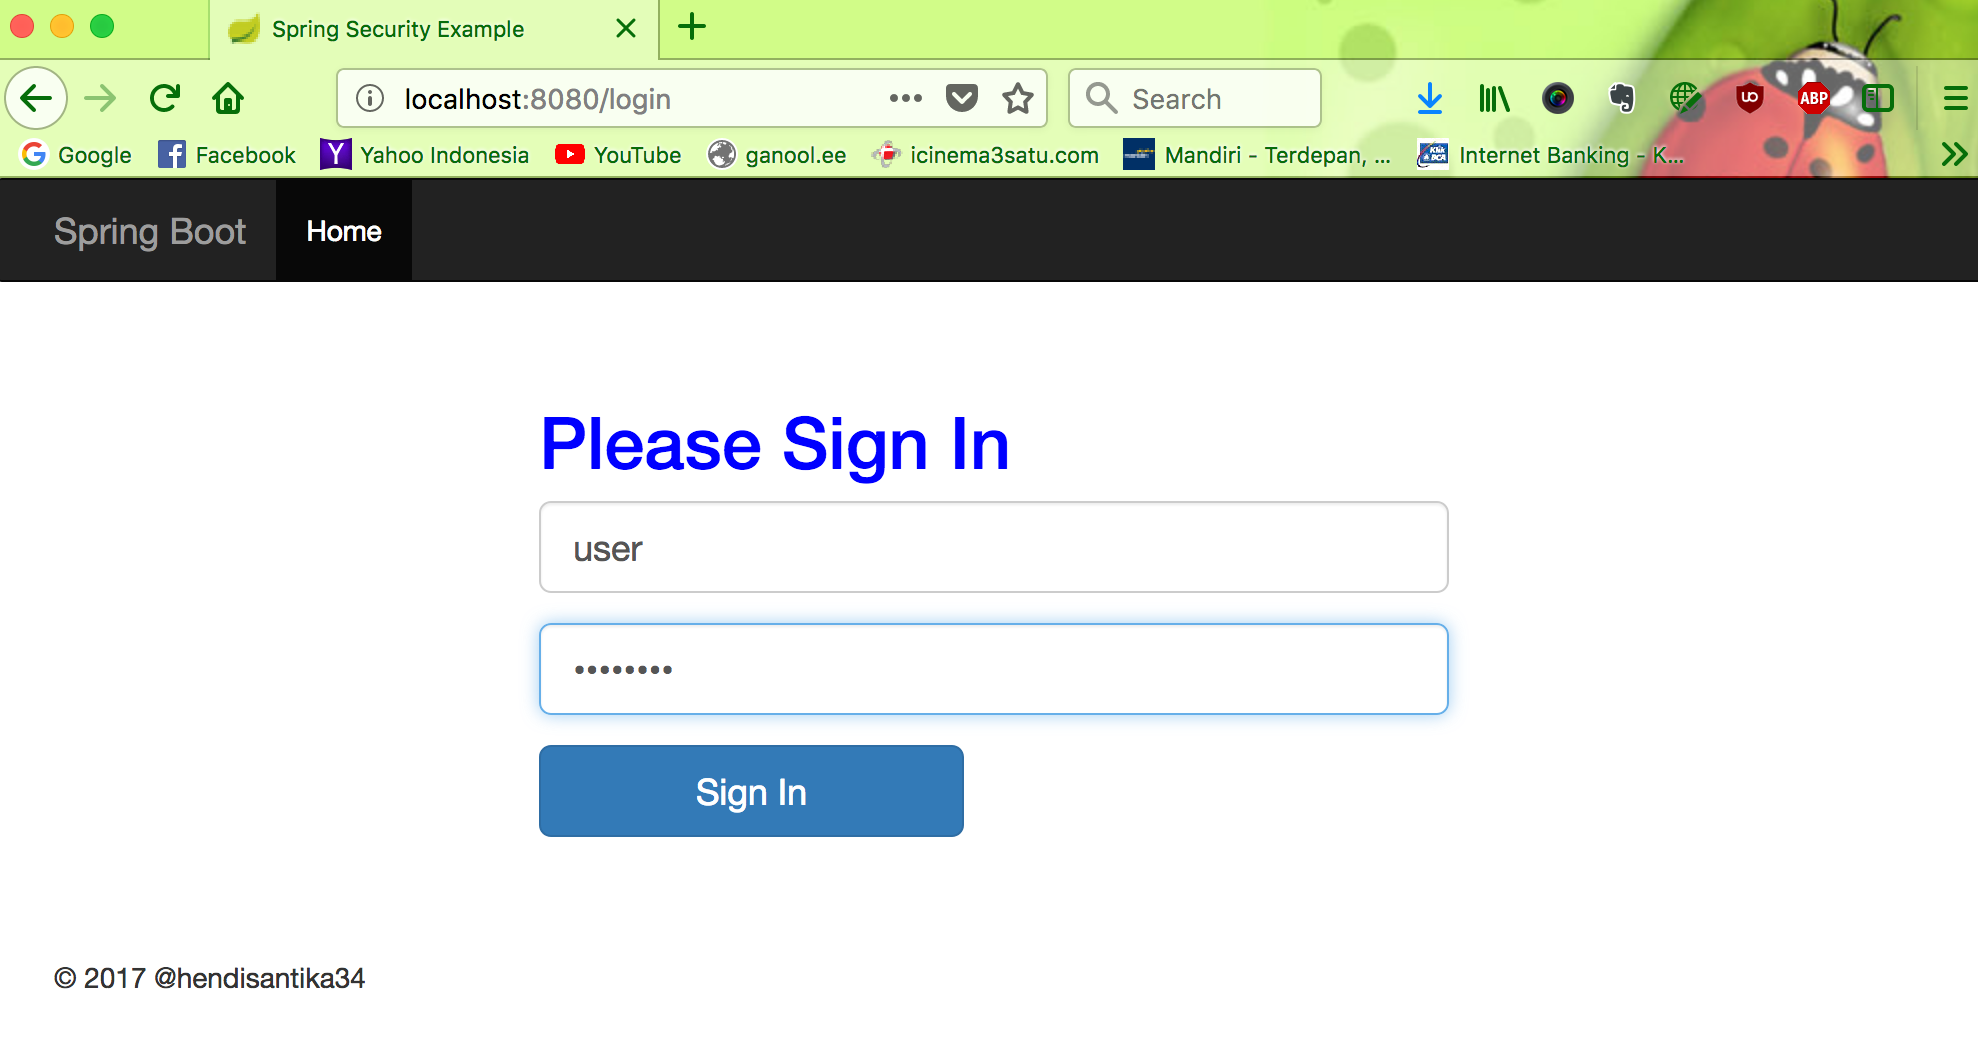 Spring Security Example
localhost:8080/login
Search
ABP
Google Facebook Yahoo Indonesia YouTube ganool.ee icinema3satu.com Mandiri - Terdepan, ... Internet Banking - K...
Spring Boot Home
Please Sign In
user
••••••••
Sign In
© 2017 @hendisantika34